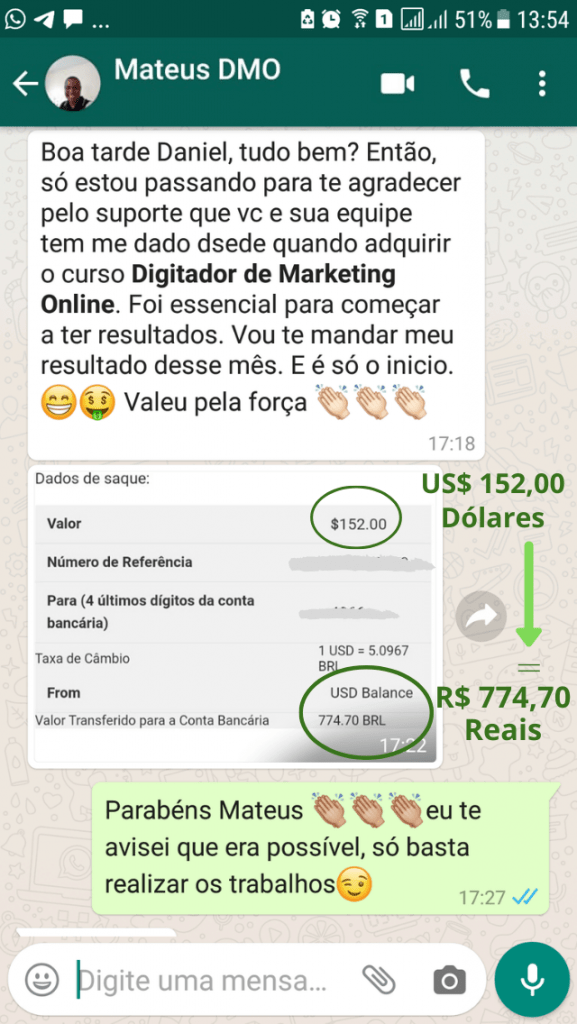 ... 1 51% 13:54
Mateus DMO
Boa tarde Daniel, tudo bem? Então,
só estou passando para te agradecer
pelo suporte que vc e sua equipe
tem me dado dsede quando adquirir
o curso Digitador de Marketing
Online. Foi essencial para começar
a ter resultados. Vou te mandar meu
resultado desse mês. E é só o inicio.
😁🤑 Valeu pela força 👏🏼👏🏼👏🏼
17:18
Dados de saque:
US$ 152,00
Dólares
Valor $152.00
Número de Referência
Para (4 últimos dígitos da conta
bancária)
Taxa de Câmbio 1 USD = 5.0967
BRL
=
From USD Balance
R$ 774,70
Reais
Valor Transferido para a Conta Bancária 774.70 BRL
17:22
Parabéns Mateus 👏🏼👏🏼👏🏼eu te
avisei que era possível, só basta
realizar os trabalhos😉
17:27
Digite uma mensa...